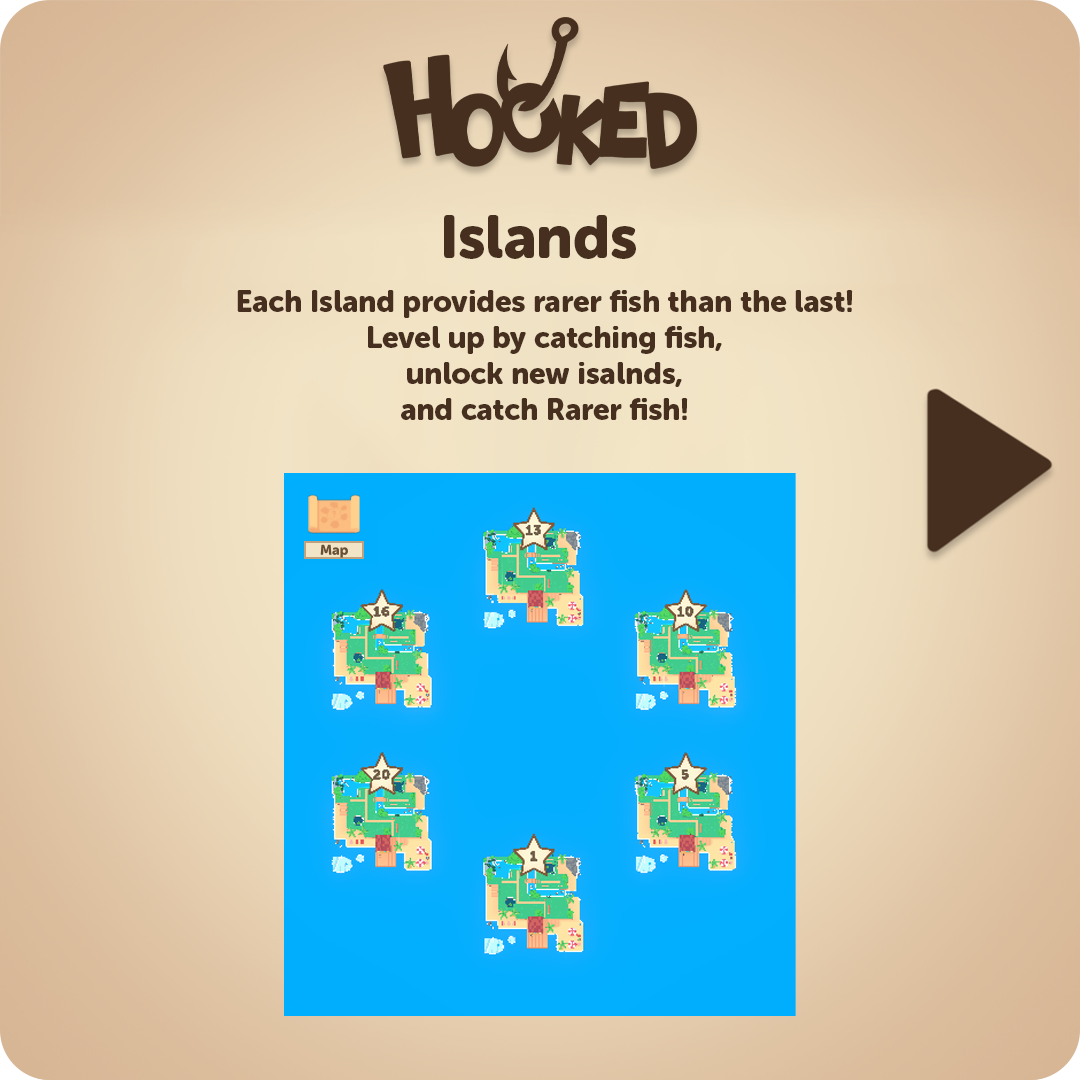 HOOKED
Islands
Each Island provides rarer fish than the last!
Level up by catching fish,
unlock new isalnds,
and catch Rarer fish!
13
Map
16
10
20
5
1